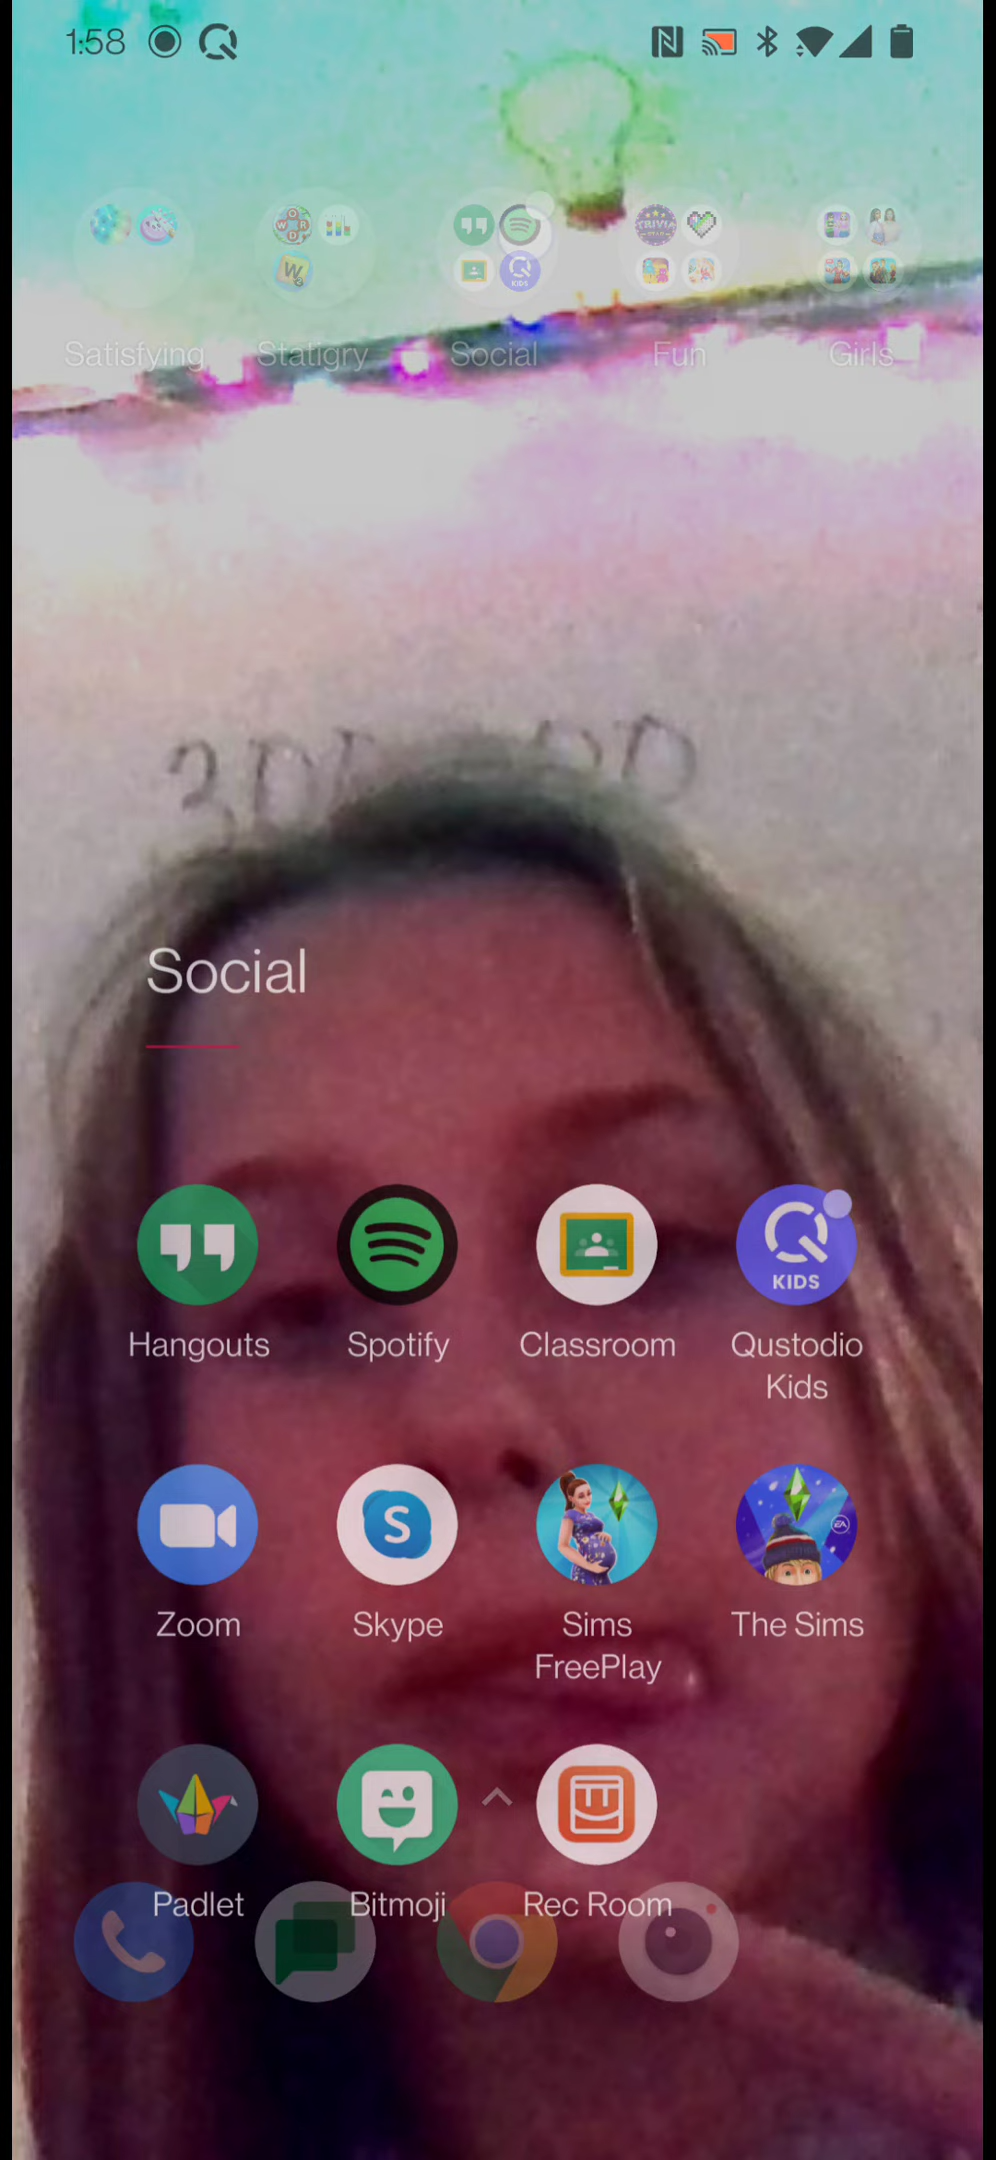 1:58
Satisfying Statigry Social Fun Girls
Social
KIDS
Hangouts Spotify Classroom Qustodio
Kids
EA
Zoom Skype Sims The Sims
FreePlay
Padlet Bitmoji Rec Room